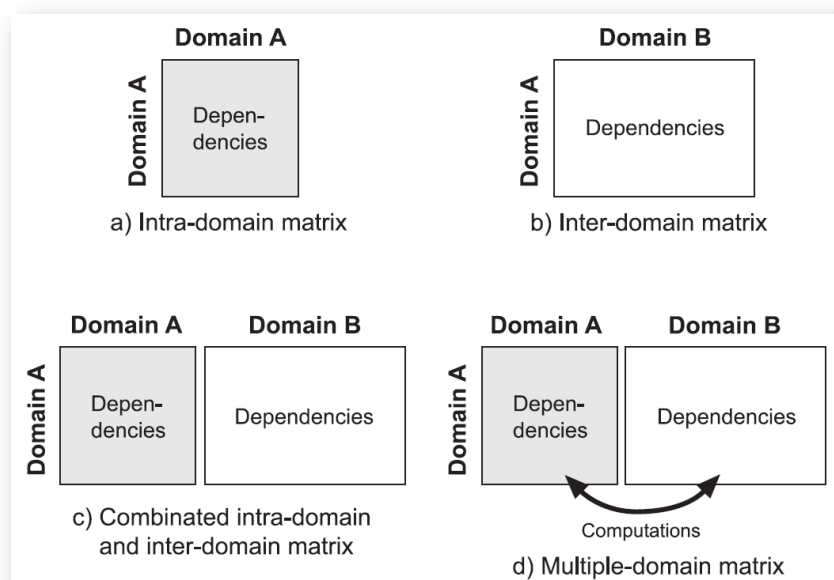 Domain A
Domain A
Depen-
dencies
a) Intra-domain matrix
Domain B
Domain A
Dependencies
b) Inter-domain matrix
Domain A
Domain B
Domain A
Depen-
dencies
Dependencies
c) Combinated intra-domain
and inter-domain matrix
Domain A
Domain B
Domain A
Depen-
dencies
Dependencies
Computations
d) Multiple-domain matrix